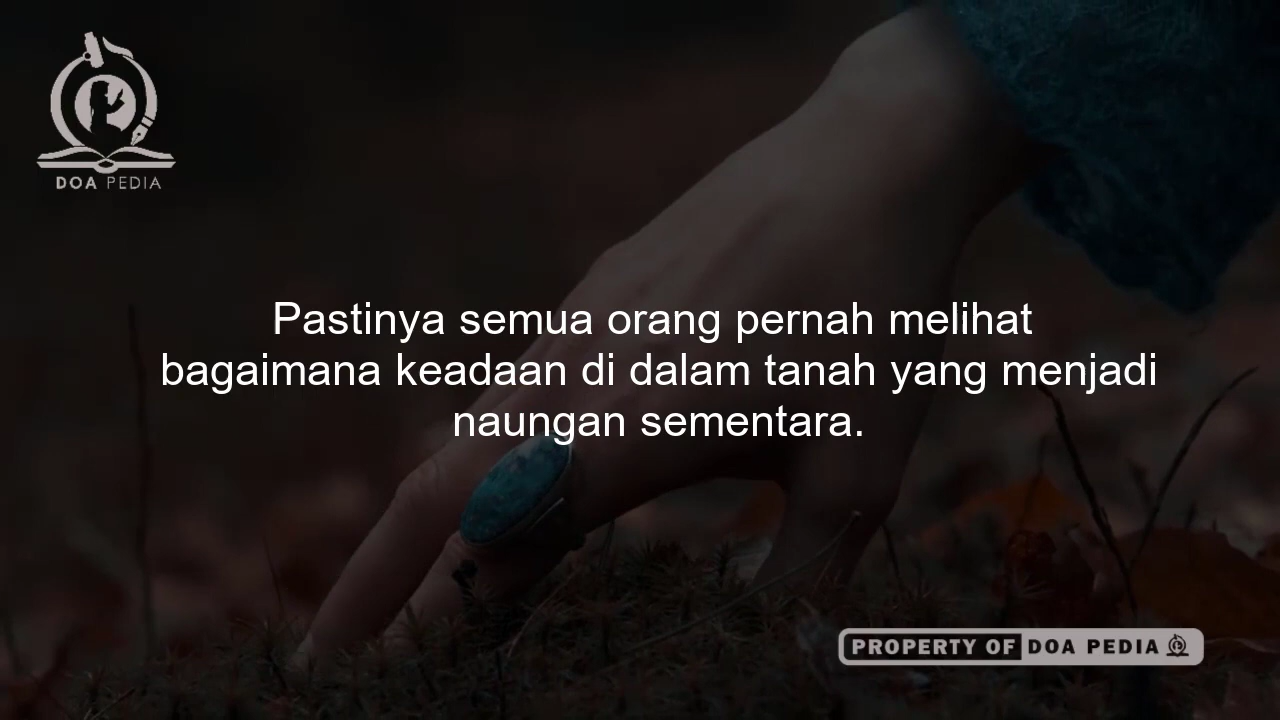 DOA PEDIA
Pastinya semua orang pernah melihat
bagaimana keadaan di dalam tanah yang menjadi
naungan sementara.
PROPERTY OF DOA PEDIA